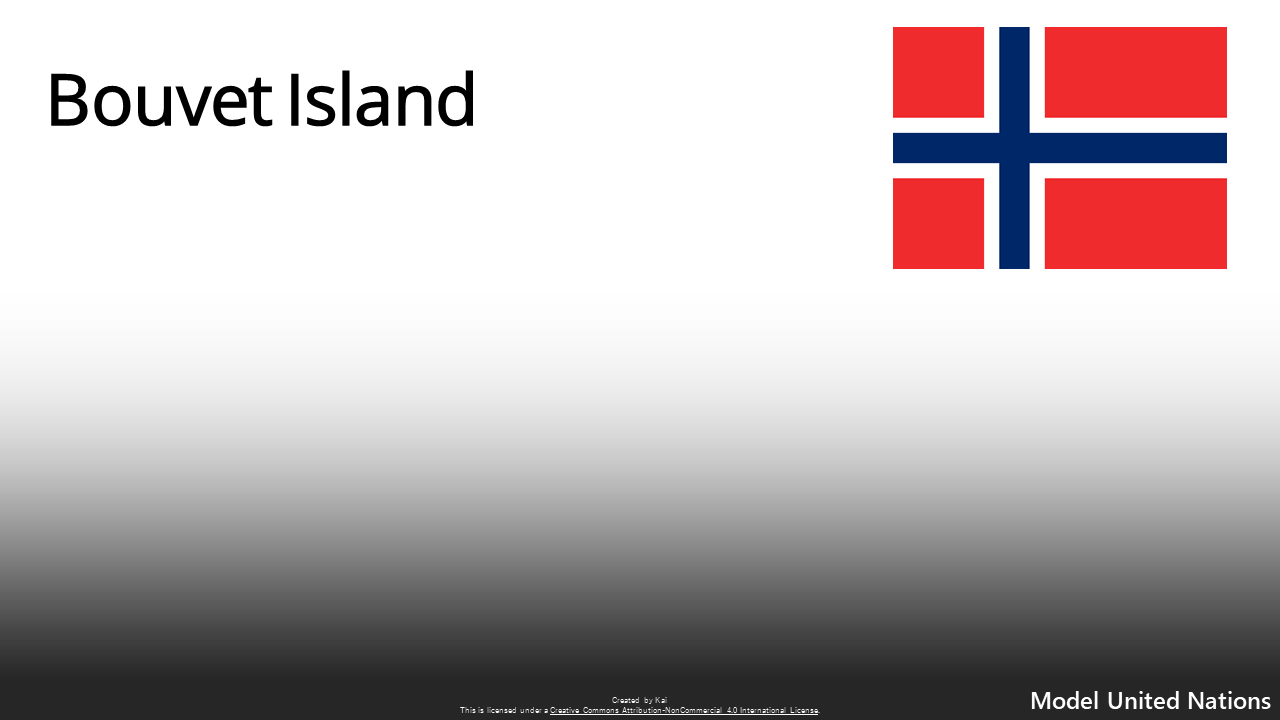 Bouvet Island
Created by Kai
This is licensed under a Creative Commons Attribution-NonCommercial 4.0 International License.
Model United Nations